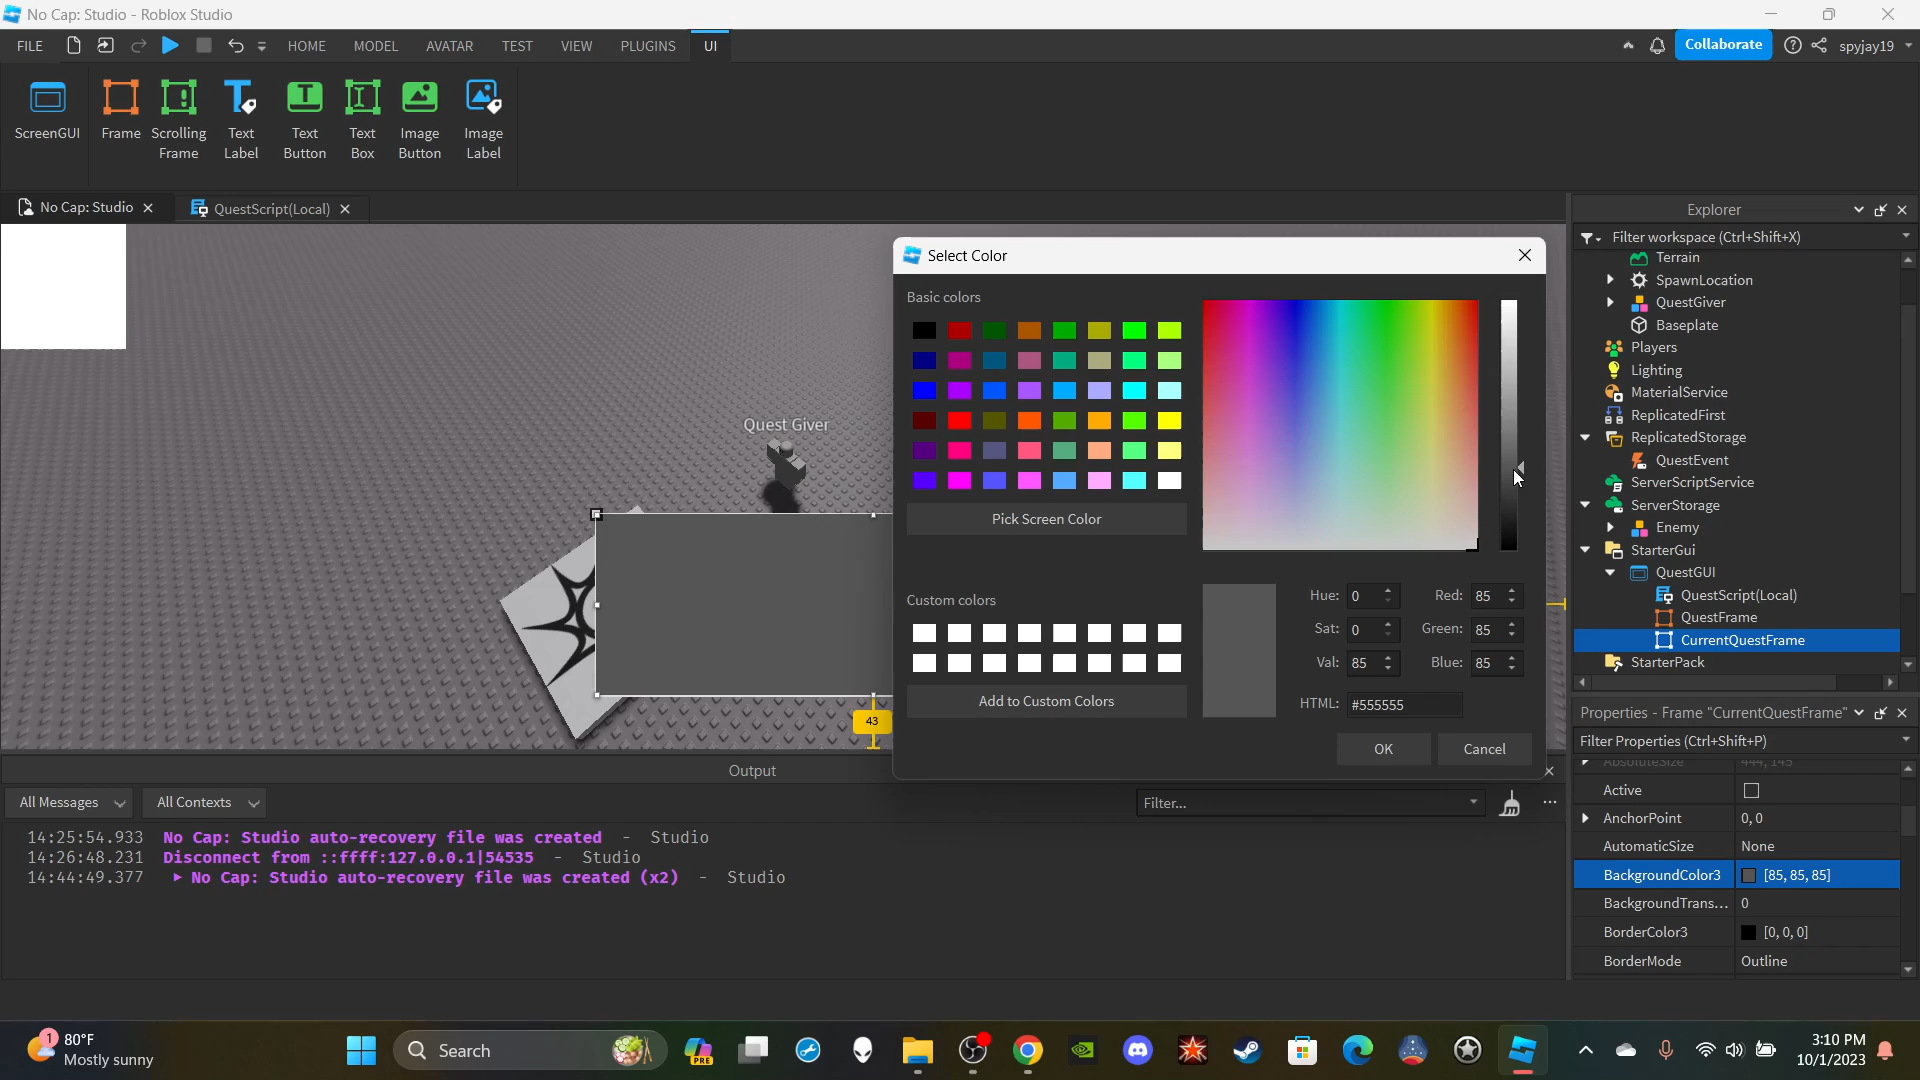 No Cap: Studio - Roblox Studio
FILE
HOME
MODEL
AVATAR
TEST
VIEW
PLUGINS
UI
Collaborate
spyjay19
ScreenGUI
Frame
Scrolling Frame
Text Label
Text Button
Text Box
Image Button
Image Label
No Cap: Studio
QuestScript(Local)
Quest Giver
43
Select Color
Basic colors
Pick Screen Color
Custom colors
Add to Custom Colors
Hue: 0
Red: 85
Sat: 0
Green: 85
Val: 85
Blue: 85
HTML: #555555
OK
Cancel
Explorer
Filter workspace (Ctrl+Shift+X)
Terrain
SpawnLocation
QuestGiver
Baseplate
Players
Lighting
MaterialService
ReplicatedFirst
ReplicatedStorage
QuestEvent
ServerScriptService
ServerStorage
Enemy
StarterGui
QuestGUI
QuestScript(Local)
QuestFrame
CurrentQuestFrame
StarterPack
Properties - Frame "CurrentQuestFrame"
Filter Properties (Ctrl+Shift+P)
AbsoluteSize 444, 145
Active
AnchorPoint 0, 0
AutomaticSize None
BackgroundColor3 [85, 85, 85]
BackgroundTrans... 0
BorderColor3 [0, 0, 0]
BorderMode Outline
Output
All Messages
All Contexts
Filter...
14:25:54.933 No Cap: Studio auto-recovery file was created - Studio
14:26:48.231 Disconnect from ::ffff:127.0.0.1|54535 - Studio
14:44:49.377 No Cap: Studio auto-recovery file was created (x2) - Studio
1
80°F
Mostly sunny
Search
PRE
3:10 PM
10/1/2023